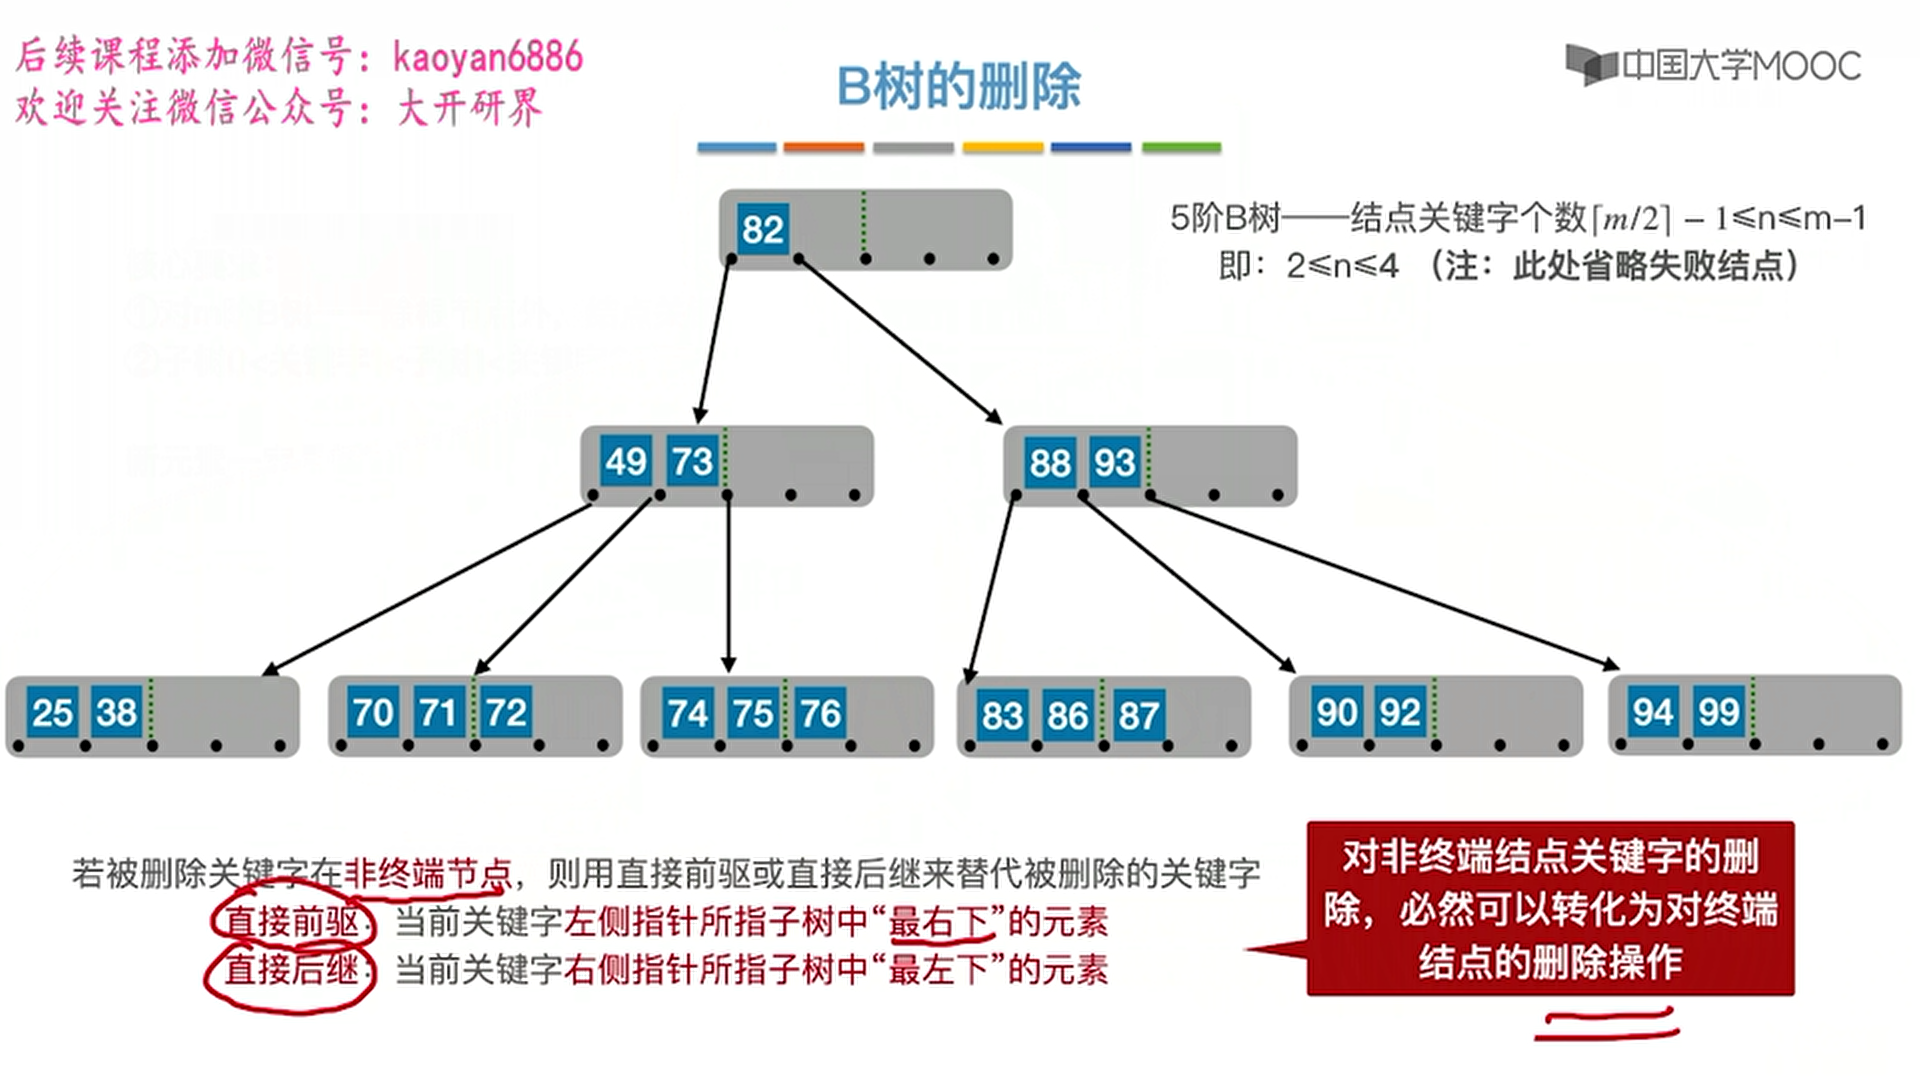 后续课程添加微信号：kaoyan6886
欢迎关注微信公众号：大开研界
B树的删除
中国大学MOOC
5阶B树——结点关键字个数⌈m/2⌉ − 1≤n≤m–1
即：2≤n≤4 （注：此处省略失败结点）
82
49 73
88 93
25 38
70 71 72
74 75 76
83 86 87
90 92
94 99
若被删除关键字在非终端节点，则用直接前驱或直接后继来替代被删除的关键字
直接前驱：当前关键字左侧指针所指子树中“最右下”的元素
直接后继：当前关键字右侧指针所指子树中“最左下”的元素
对非终端结点关键字的删
除，必然可以转化为对终端
结点的删除操作